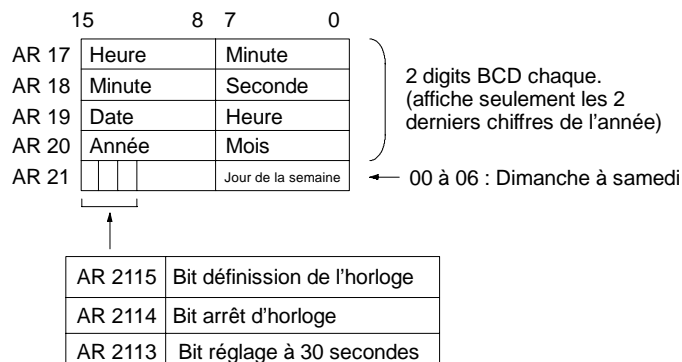 15 8 7 0
AR 17 Heure Minute
AR 18 Minute Seconde
AR 19 Date Heure
AR 20 Année Mois
AR 21 Jour de la semaine
2 digits BCD chaque.
(affiche seulement les 2
derniers chiffres de l'année)
00 à 06 : Dimanche à samedi
AR 2115 Bit définission de l'horloge
AR 2114 Bit arrêt d'horloge
AR 2113 Bit réglage à 30 secondes